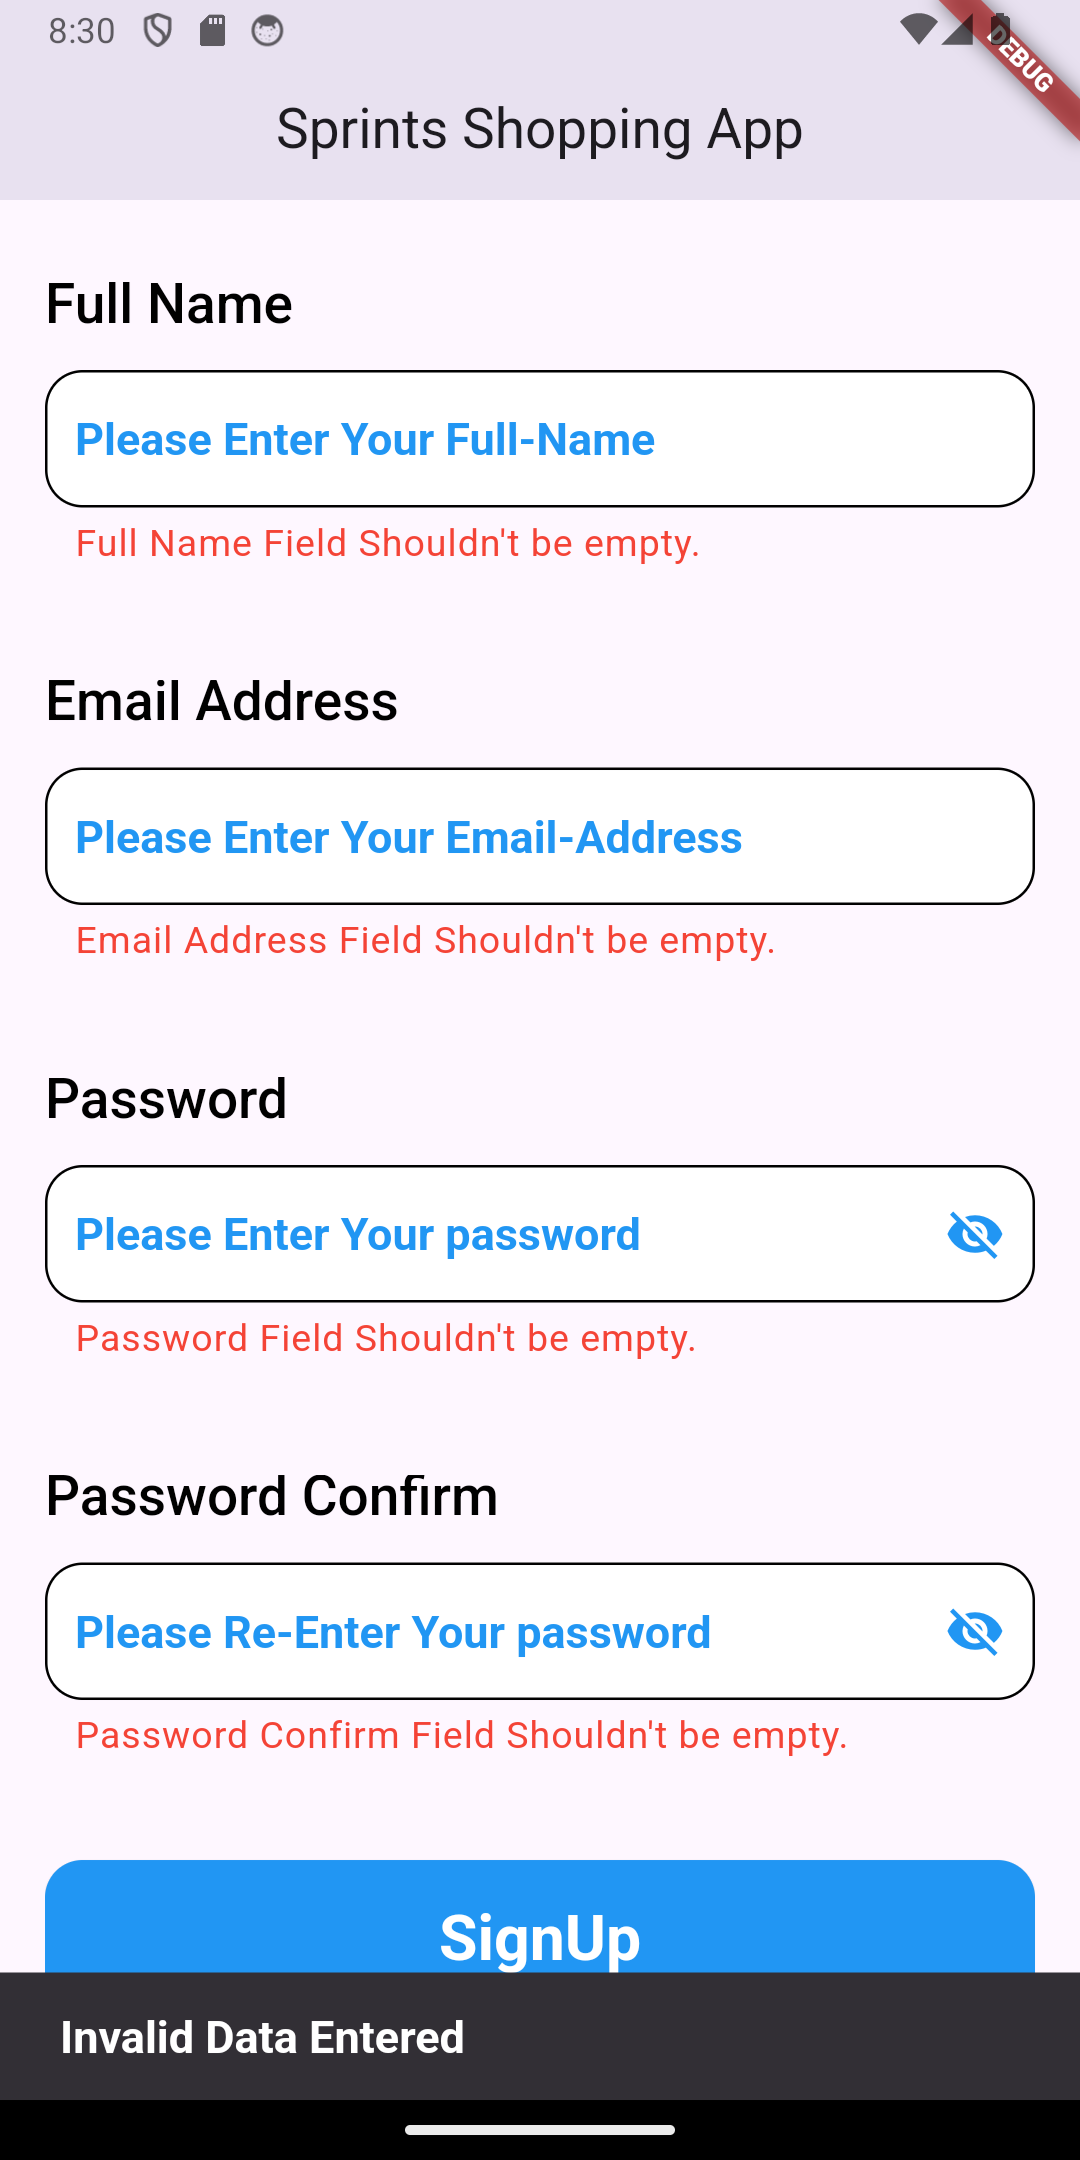 8:30
DEBUG
Sprints Shopping App
Full Name
Please Enter Your Full-Name
Full Name Field Shouldn't be empty.
Email Address
Please Enter Your Email-Address
Email Address Field Shouldn't be empty.
Password
Please Enter Your password
Password Field Shouldn't be empty.
Password Confirm
Please Re-Enter Your password
Password Confirm Field Shouldn't be empty.
SignUp
Invalid Data Entered